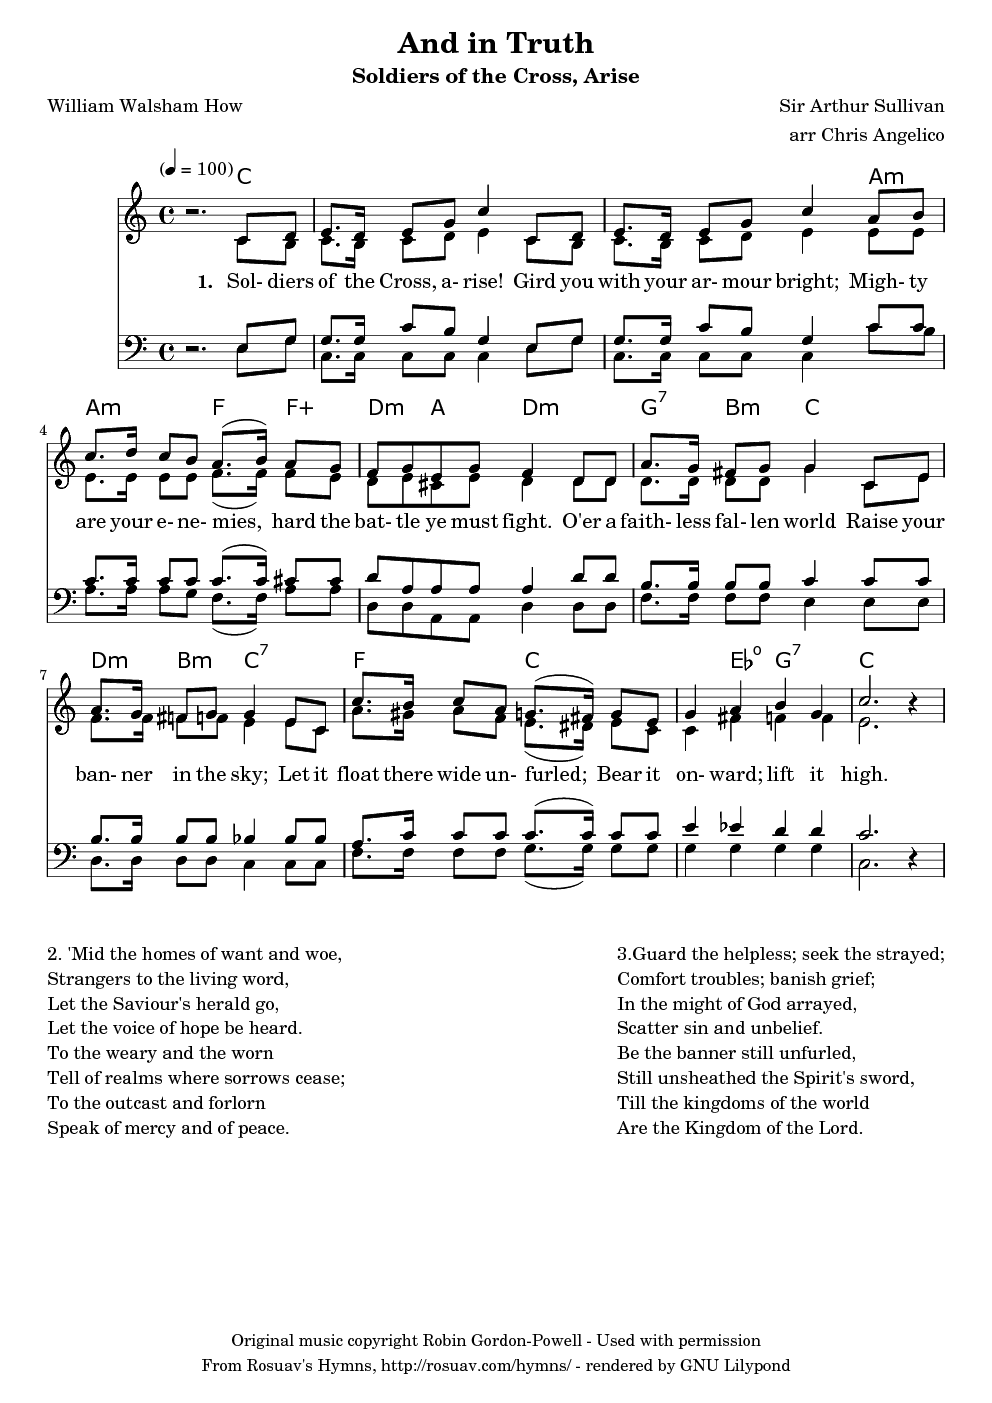 And in Truth
Soldiers of the Cross, Arise
William Walsham How
Sir Arthur Sullivan
arr Chris Angelico
(♩ = 100)
C A m
1. Sol- diers of the Cross, a- rise! Gird you with your ar- mour bright; Migh- ty
4
Am F F+ Dm A Dm G7 Bm C
are your e- ne- mies, hard the bat- tle ye must fight. O'er a faith- less fal- len world Raise your
7
Dm Bm C7 F C E♭o G7 C
ban- ner in the sky; Let it float there wide un- furled; Bear it on- ward; lift it high.
2. 'Mid the homes of want and woe,
Strangers to the living word,
Let the Saviour's herald go,
Let the voice of hope be heard.
To the weary and the worn
Tell of realms where sorrows cease;
To the outcast and forlorn
Speak of mercy and of peace.
3.Guard the helpless; seek the strayed;
Comfort troubles; banish grief;
In the might of God arrayed,
Scatter sin and unbelief.
Be the banner still unfurled,
Still unsheathed the Spirit's sword,
Till the kingdoms of the world
Are the Kingdom of the Lord.
Original music copyright Robin Gordon-Powell - Used with permission
From Rosuav's Hymns, http://rosuav.com/hymns/ - rendered by GNU Lilypond